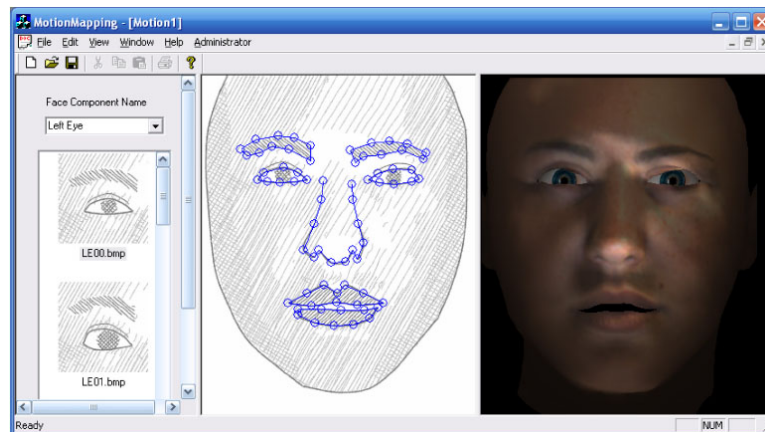 MotionMapping - [Motion1]
File Edit View Window Help Administrator
Face Component Name
Left Eye
LE00.bmp
LE01.bmp
Ready
NUM